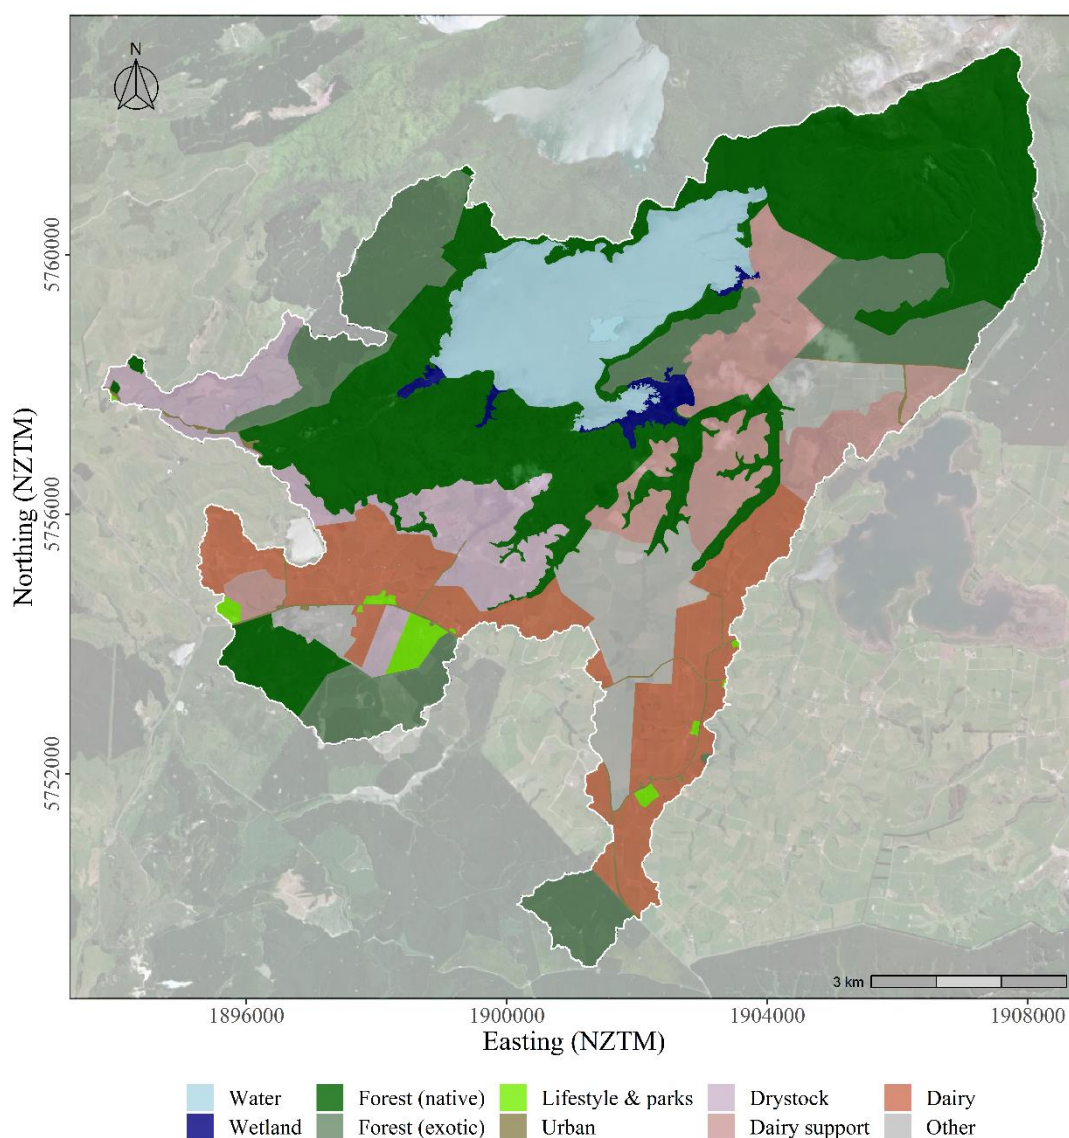 N
Northing (NZTM)
5760000
5756000
5752000
3 km
1896000 1900000 1904000 1908000
Easting (NZTM)
Water Forest (native) Lifestyle & parks Drystock Dairy
Wetland Forest (exotic) Urban Dairy support Other